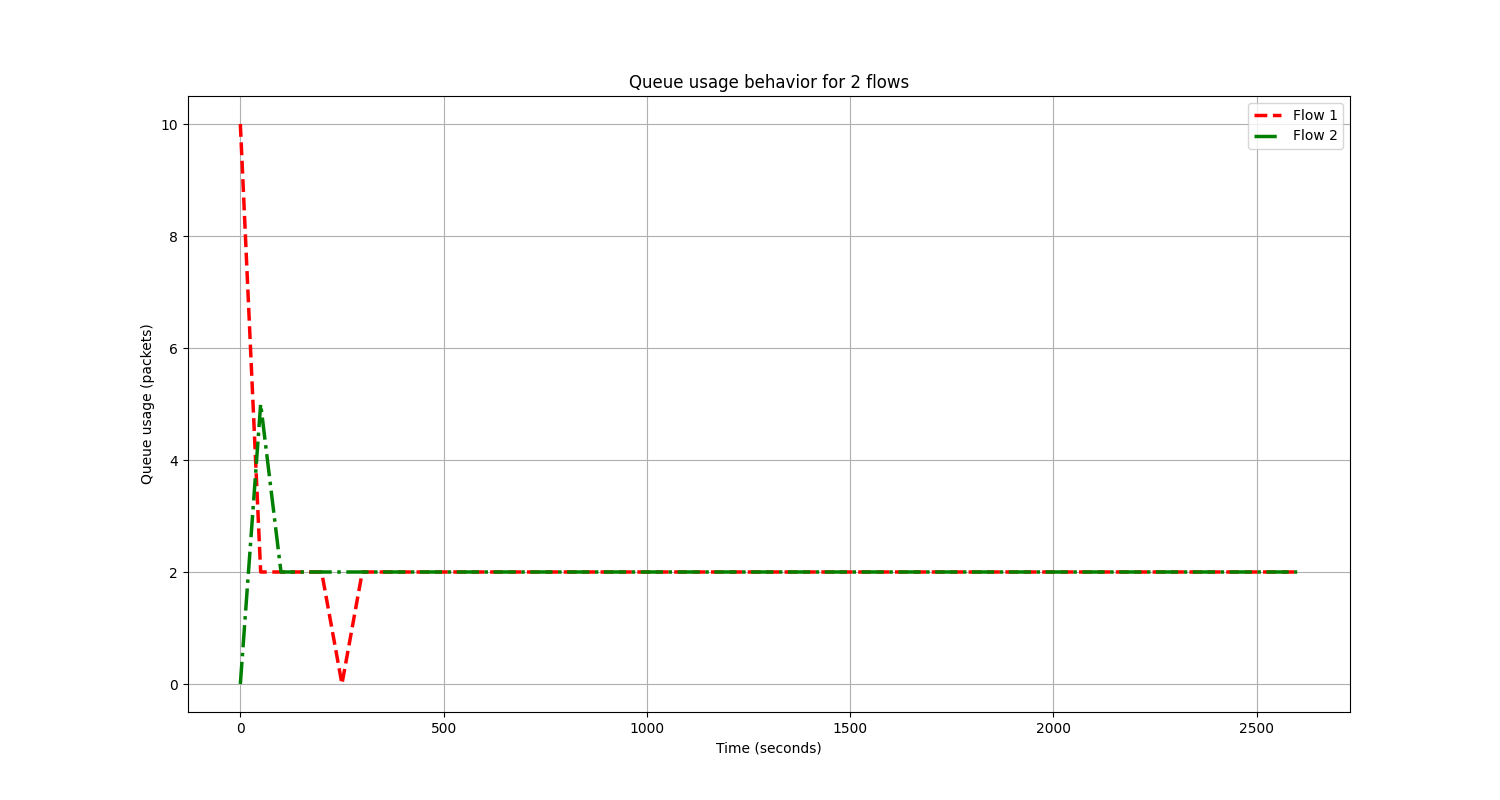 Queue usage behavior for 2 flows
Flow 1
Flow 2
10
8
6
4
2
0
Queue usage (packets)
0 500 1000 1500 2000 2500
Time (seconds)